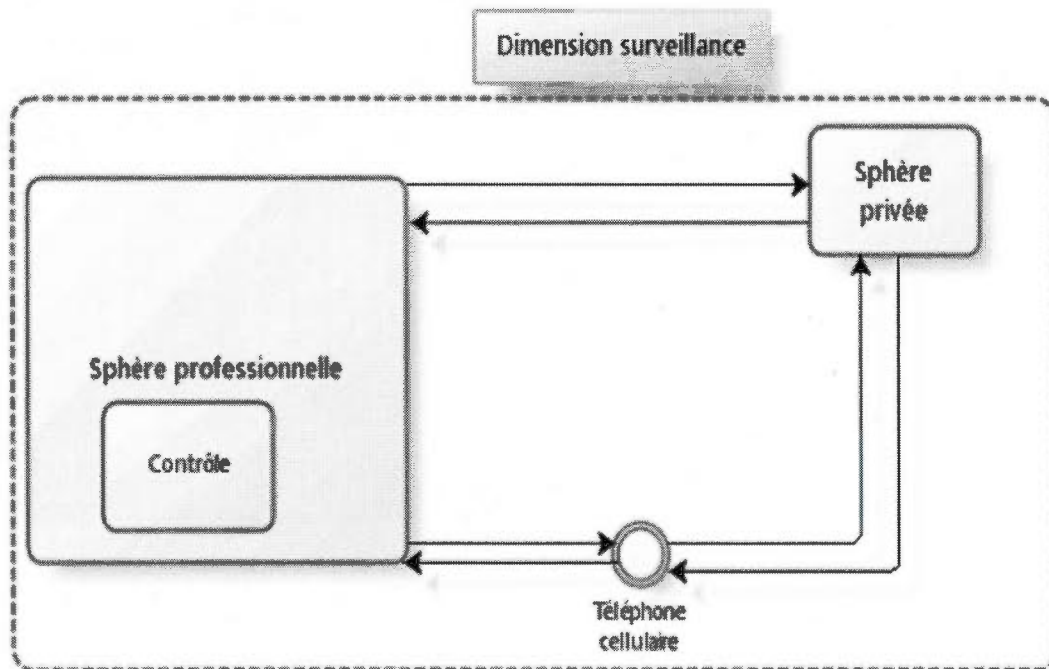 Dimension surveillance
Sphère
privée
Sphère professionnelle
Contrôle
Téléphone
cellulaire